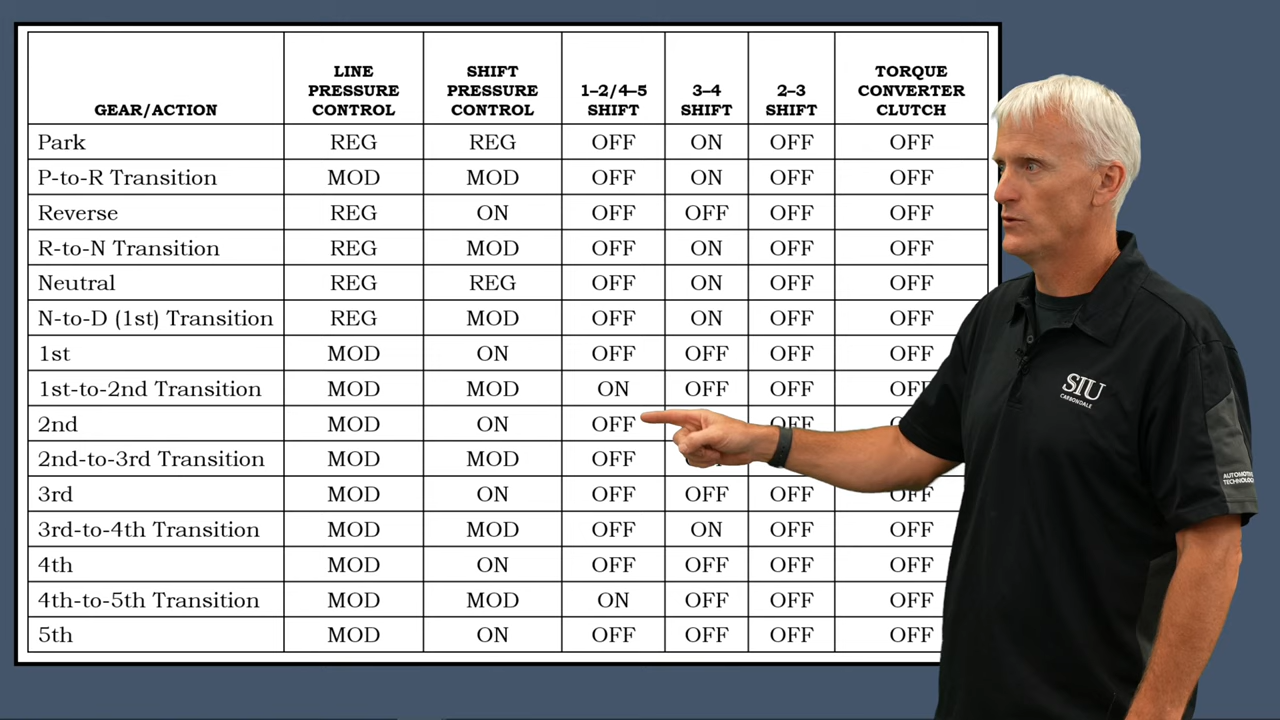 GEAR/ACTION LINE PRESSURE CONTROL SHIFT PRESSURE CONTROL 1–2/4–5 SHIFT 3–4 SHIFT 2–3 SHIFT TORQUE CONVERTER CLUTCH
Park REG REG OFF ON OFF OFF
P-to-R Transition MOD MOD OFF ON OFF OFF
Reverse REG ON OFF OFF OFF OFF
R-to-N Transition REG MOD OFF ON OFF OFF
Neutral REG REG OFF ON OFF OFF
N-to-D (1st) Transition REG MOD OFF ON OFF OFF
1st MOD ON OFF OFF OFF OFF
1st-to-2nd Transition MOD MOD ON OFF OFF OFF
2nd MOD ON OFF OFF
2nd-to-3rd Transition MOD MOD OFF
3rd MOD ON OFF OFF OFF OFF
3rd-to-4th Transition MOD MOD OFF ON OFF OFF
4th MOD ON OFF OFF OFF OFF
4th-to-5th Transition MOD MOD ON OFF OFF OFF
5th MOD ON OFF OFF OFF OFF
SIU
CARBONDALE
AUTOMOTIVE
TECHNOLOGY